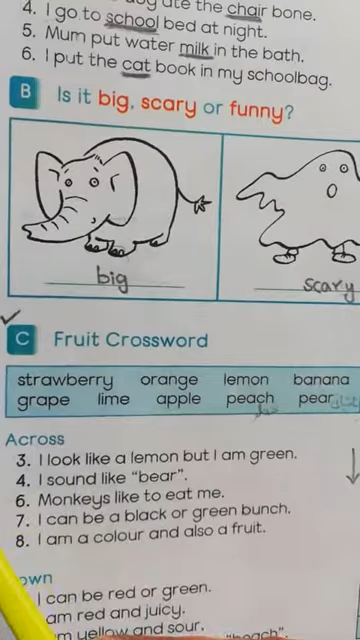 ate the chair bone.
4. I go to school bed at night.
5. Mum put water milk in the bath.
6. I put the cat book in my schoolbag.
B Is it big, scary or funny?
big scary
C Fruit Crossword
strawberry orange lemon banana
grape lime apple peach pear
Across
3. I look like a lemon but I am green.
4. I sound like "bear".
6. Monkeys like to eat me.
7. I can be a black or green bunch.
8. I am a colour and also a fruit.
own
I can be red or green.
am red and juicy.
m yellow and sour.
"beach".